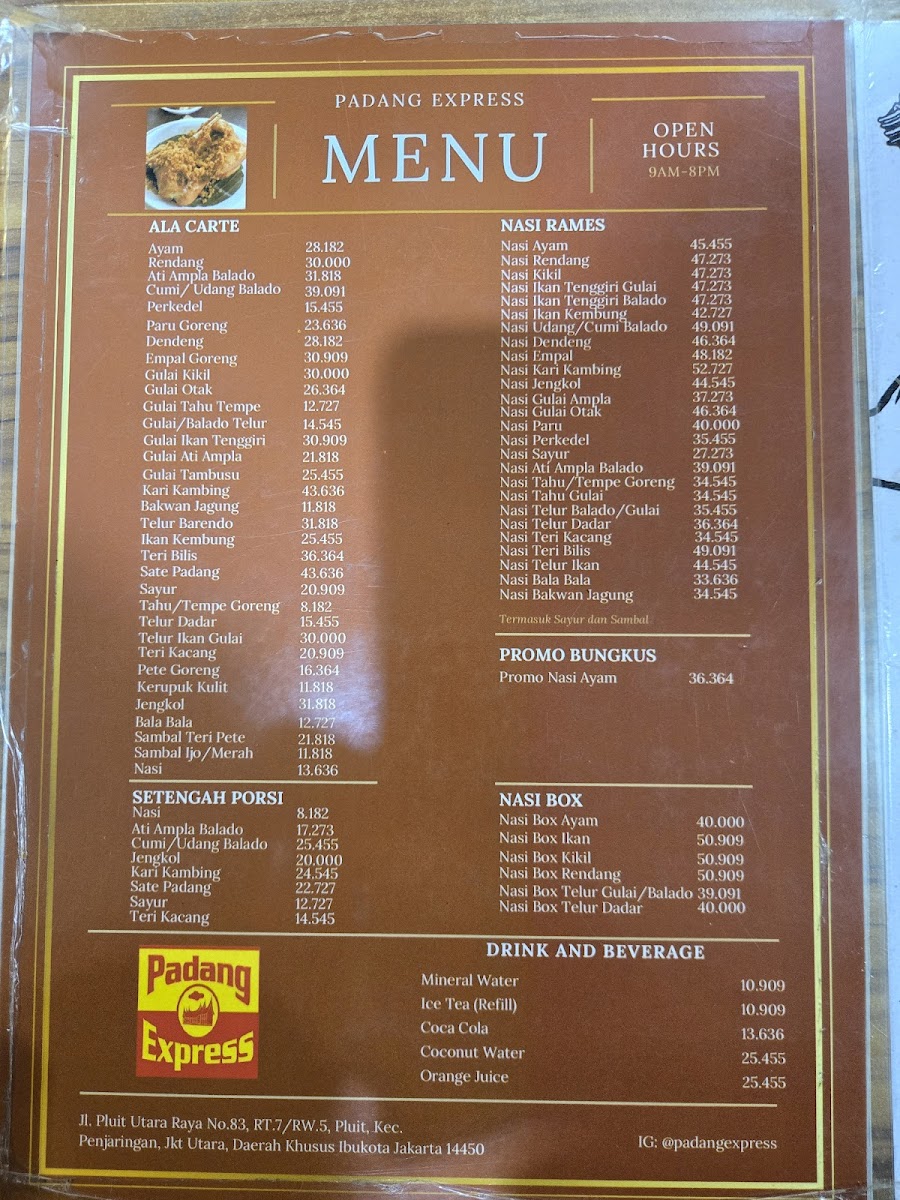 PADANG EXPRESS
MENU
OPEN
HOURS
9AM-8PM
ALA CARTE
Ayam 28.182
Rendang 30.000
Ati Ampla Balado 31.818
Cumi/Udang Balado 39.091
Perkedel 15.455
Paru Goreng 23.636
Dendeng 28.182
Empal Goreng 30.909
Gulai Kikil 30.000
Gulai Otak 26.364
Gulai Tahu Tempe 12.727
Gulai/Balado Telur 14.545
Gulai Ikan Tenggiri 30.909
Gulai Ati Ampla 21.818
Gulai Tambusu 25.455
Kari Kambing 43.636
Bakwan Jagung 11.818
Telur Barendo 31.818
Ikan Kembung 25.455
Teri Bilis 36.364
Sate Padang 43.636
Sayur 20.909
Tahu/Tempe Goreng 8.182
Telur Dadar 15.455
Telur Ikan Gulai 30.000
Teri Kacang 20.909
Pete Goreng 16.364
Kerupuk Kulit 11.818
Jengkol 31.818
Bala Bala 12.727
Sambal Teri Pete 21.818
Sambal Ijo/Merah 11.818
Nasi 13.636
SETENGAH PORSI
Nasi 8.182
Ati Ampla Balado 17.273
Cumi/Udang Balado 25.455
Jengkol 20.000
Kari Kambing 24.545
Sate Padang 22.727
Sayur 12.727
Teri Kacang 14.545
NASI RAMES
Nasi Ayam 45.455
Nasi Rendang 47.273
Nasi Kikil 47.273
Nasi Ikan Tenggiri Gulai 47.273
Nasi Ikan Tenggiri Balado 47.273
Nasi Ikan Kembung 42.727
Nasi Udang/Cumi Balado 49.091
Nasi Dendeng 46.364
Nasi Empal 48.182
Nasi Kari Kambing 52.727
Nasi Jengkol 44.545
Nasi Gulai Ampla 37.273
Nasi Gulai Otak 46.364
Nasi Paru 40.000
Nasi Perkedel 35.455
Nasi Sayur 27.273
Nasi Ati Ampla Balado 39.091
Nasi Tahu/Tempe Goreng 34.545
Nasi Tahu Gulai 34.545
Nasi Telur Balado/Gulai 35.455
Nasi Telur Dadar 36.364
Nasi Teri Kacang 34.545
Nasi Teri Bilis 49.091
Nasi Telur Ikan 44.545
Nasi Bala Bala 33.636
Nasi Bakwan Jagung 34.545
Termasuk Sayur dan Sambal
PROMO BUNGKUS
Promo Nasi Ayam 36.364
NASI BOX
Nasi Box Ayam 40.000
Nasi Box Ikan 50.909
Nasi Box Kikil 50.909
Nasi Box Rendang 50.909
Nasi Box Telur Gulai/Balado 39.091
Nasi Box Telur Dadar 40.000
DRINK AND BEVERAGE
Mineral Water 10.909
Ice Tea (Refill) 10.909
Coca Cola 13.636
Coconut Water 25.455
Orange Juice 25.455
Padang
Express
Jl. Pluit Utara Raya No.83, RT.7/RW.5, Pluit, Kec.
Penjaringan, Jkt Utara, Daerah Khusus Ibukota Jakarta 14450
IG: @padangexpress